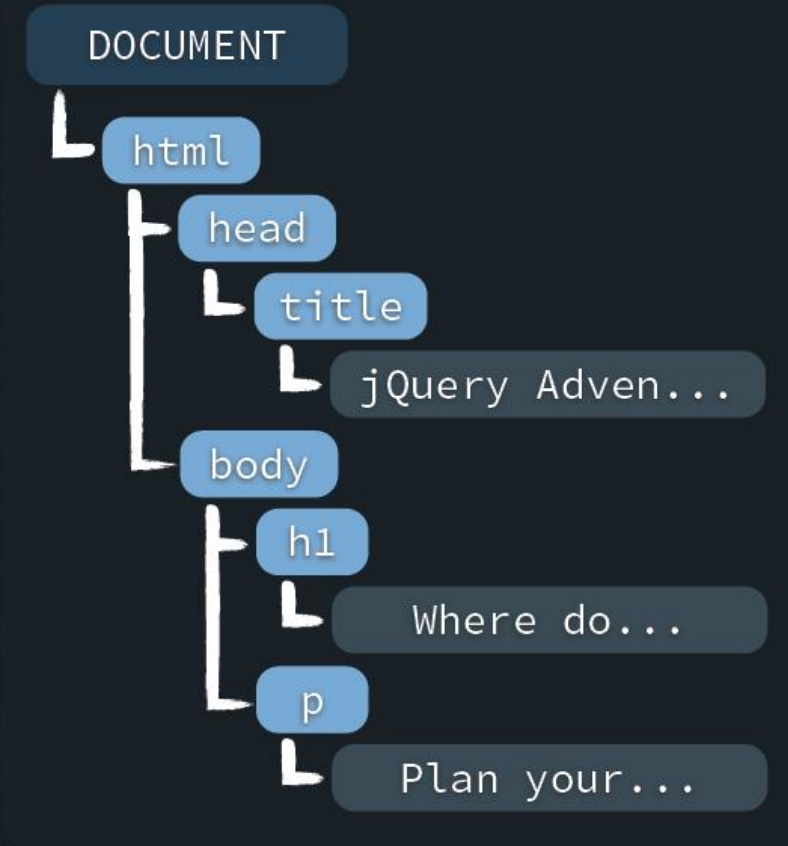 DOCUMENT
html
head
title
jQuery Adven...
body
h1
Where do...
p
Plan your...